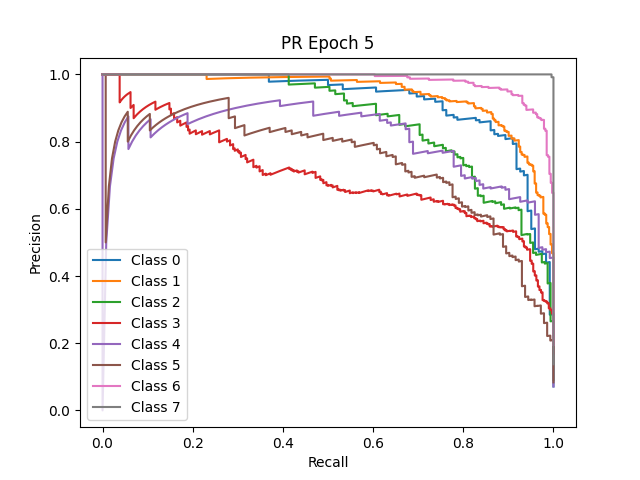 PR Epoch 5
Precision
1.0
0.8
0.6
0.4
0.2
0.0
Class 0
Class 1
Class 2
Class 3
Class 4
Class 5
Class 6
Class 7
0.0 0.2 0.4 0.6 0.8 1.0
Recall